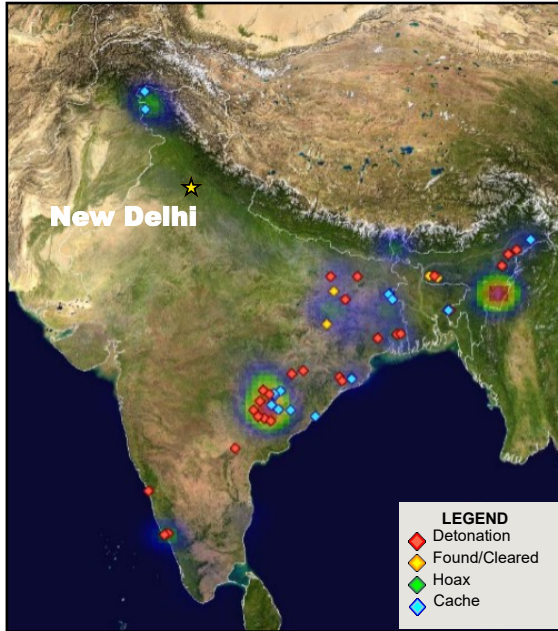 New Delhi
LEGEND
Detonation
Found/Cleared
Hoax
Cache